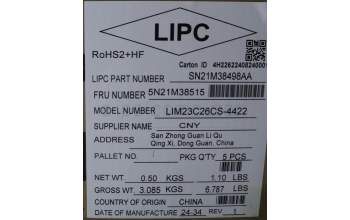 LIPC
RoHS2+HF
Carton ID 4H22622408240001
LIPC PART NUMBER SN21M38498AA
FRU NUMBER 5N21M38515
MODEL NUMBER LIM23C26CS-4422
SUPPLIER NAME CNY
ADDRESS San Zhong Guan Li Qu
Qing Xi, Dong Guan, China
PALLET NO. PKG Q'TY 5 PCS
NET WT. 0.50 KGS 1.10 LBS
GROSS WT. 3.085 KGS 6.787 LBS
COUNTRY OF ORIGIN CHINA
DATE OF MANUFACTURE 24-34 REV